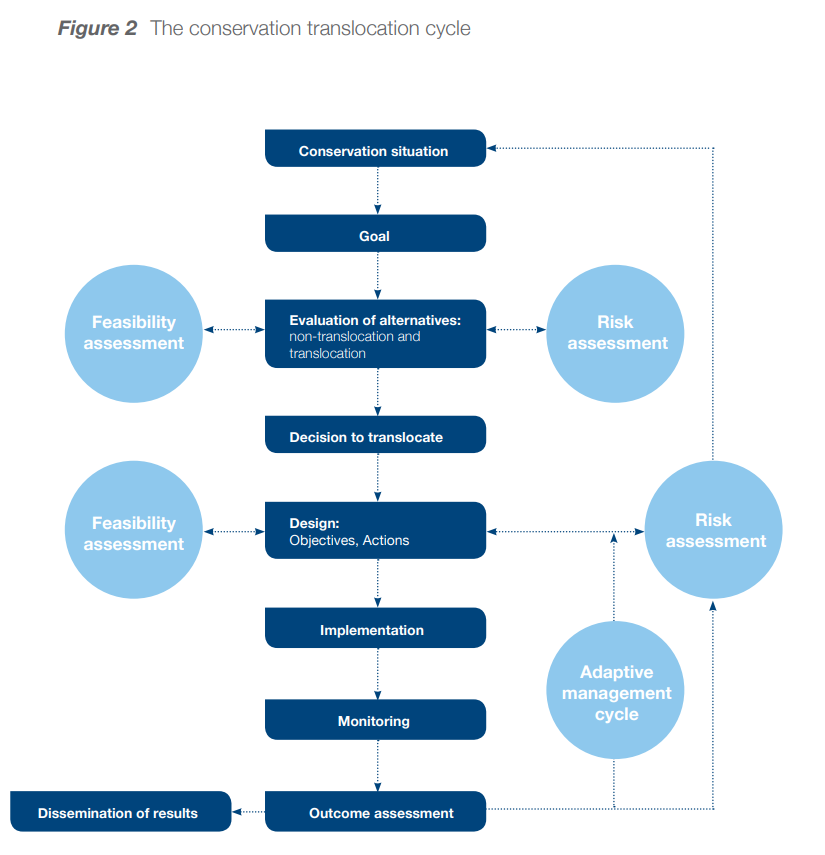 Figure 2 The conservation translocation cycle
Conservation situation
Goal
Feasibility
assessment
Evaluation of alternatives:
non-translocation and
translocation
Risk
assessment
Decision to translocate
Feasibility
assessment
Design:
Objectives, Actions
Risk
assessment
Implementation
Adaptive
management
cycle
Monitoring
Dissemination of results
Outcome assessment